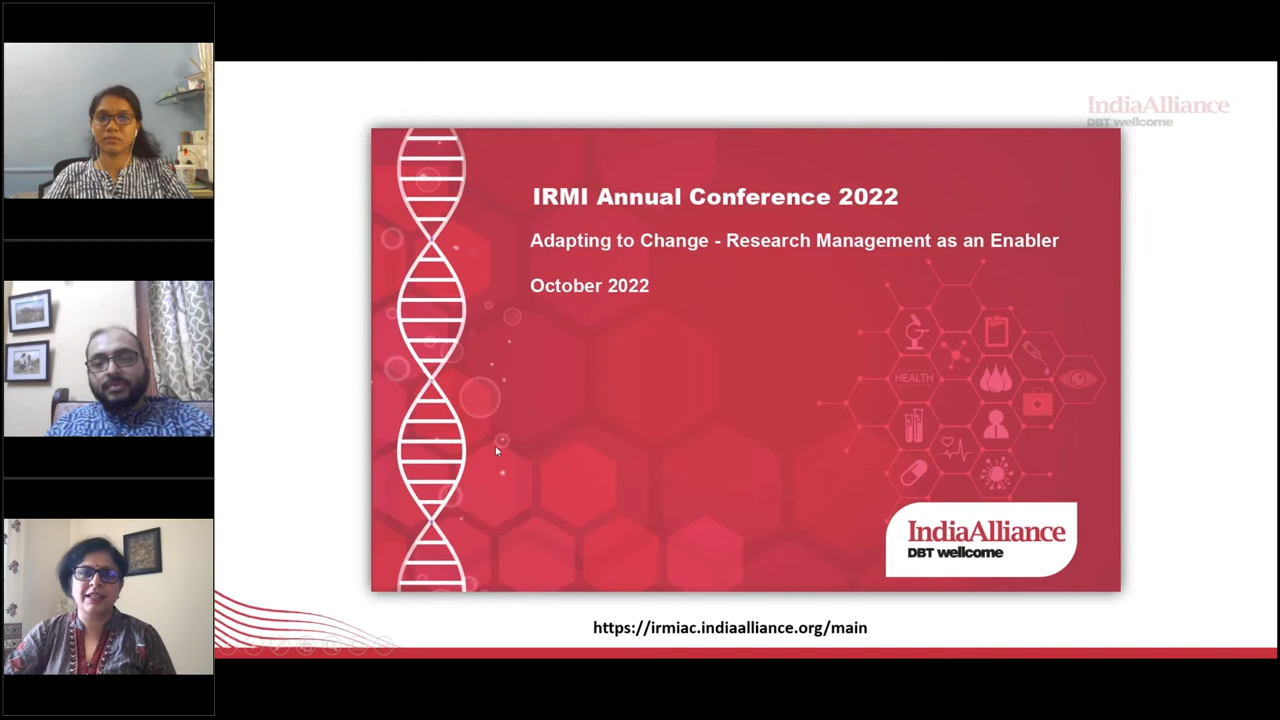 IndiaAlliance
DBT wellcome
IRMI Annual Conference 2022
Adapting to Change - Research Management as an Enabler
October 2022
HEALTH
IndiaAlliance
DBT wellcome
https://irmiac.indiaalliance.org/main